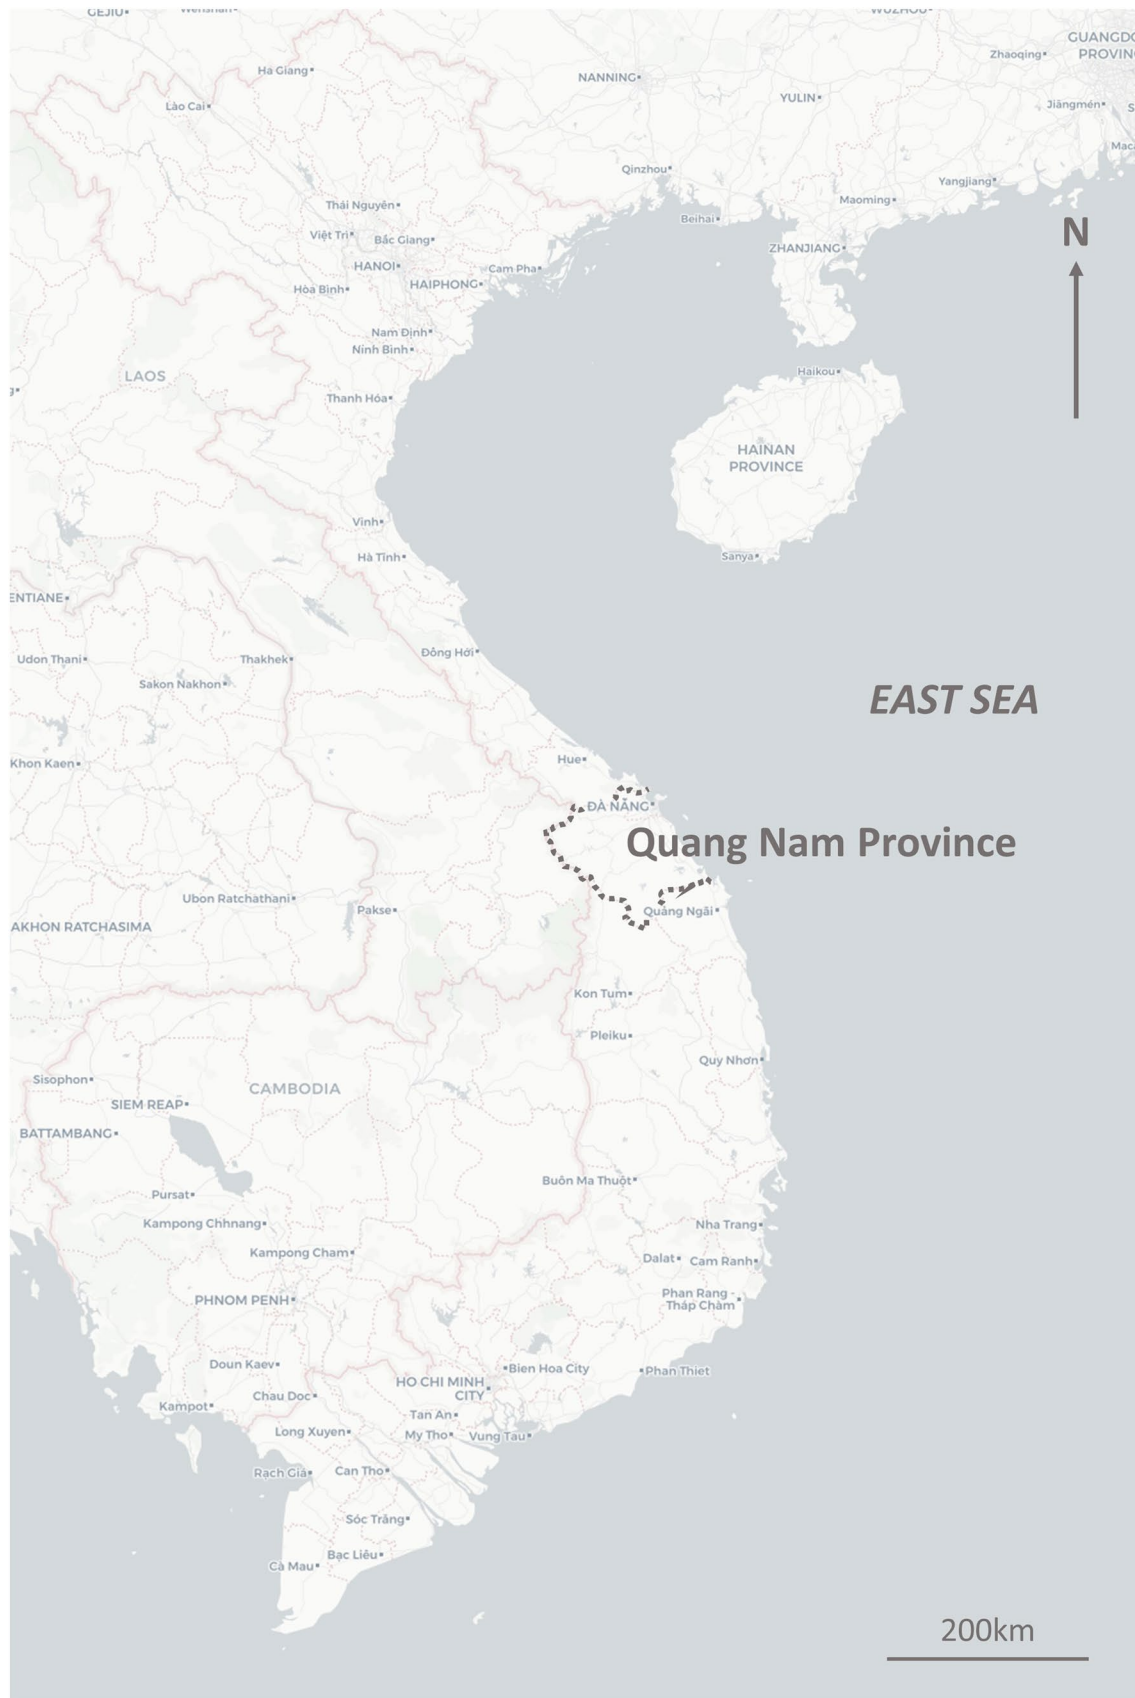 GEJIU
Ha Giang
NANNING
Zhaoqing
Lào Cai
YULIN
Jiāngmén
Qinzhou
Yangjiang
Maoming
Thái Nguyên
Beihai
N
Việt Trì
Bắc Giang
ZHANJIANG
HANOI
Cam Pha
HAIPHONG
Hòa Bình
Nam Định
Ninh Bình
Haikou
LAOS
Thanh Hóa
HAINAN
PROVINCE
Vinh
Hà Tĩnh
Sanya
ENTIANE
Đồng Hới
Udon Thani
Thakhek
Sakon Nakhon
EAST SEA
Hue
Khon Kaen
ĐÀ NẴNG
Quang Nam Province
Ubon Ratchathani
Pakse
Quảng Ngãi
AKHON RATCHASIMA
Kon Tum
Pleiku
Quy Nhơn
Sisophon
CAMBODIA
SIEM REAP
BATTAMBANG
Buôn Ma Thuột
Pursat
Kampong Chhnang
Nha Trang
Kampong Cham
Dalat
Cam Ranh
PHNOM PENH
Phan Rang -
Tháp Chàm
Doun Kaev
Bien Hoa City
Phan Thiet
HO CHI MINH
CITY
Chau Doc
Kampot
Tan An
Long Xuyen
My Tho
Vung Tau
Rạch Giá
Can Tho
Sóc Trăng
Bạc Liêu
Cà Mau
200km